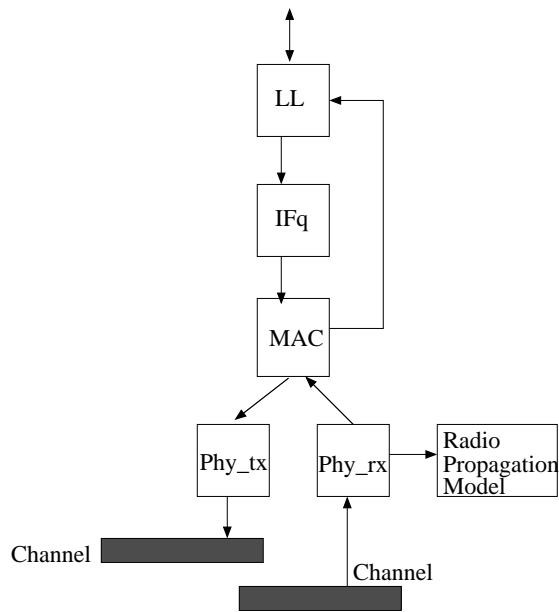 LL
IFq
MAC
Phy_tx
Phy_rx
Radio
Propagation
Model
Channel
Channel